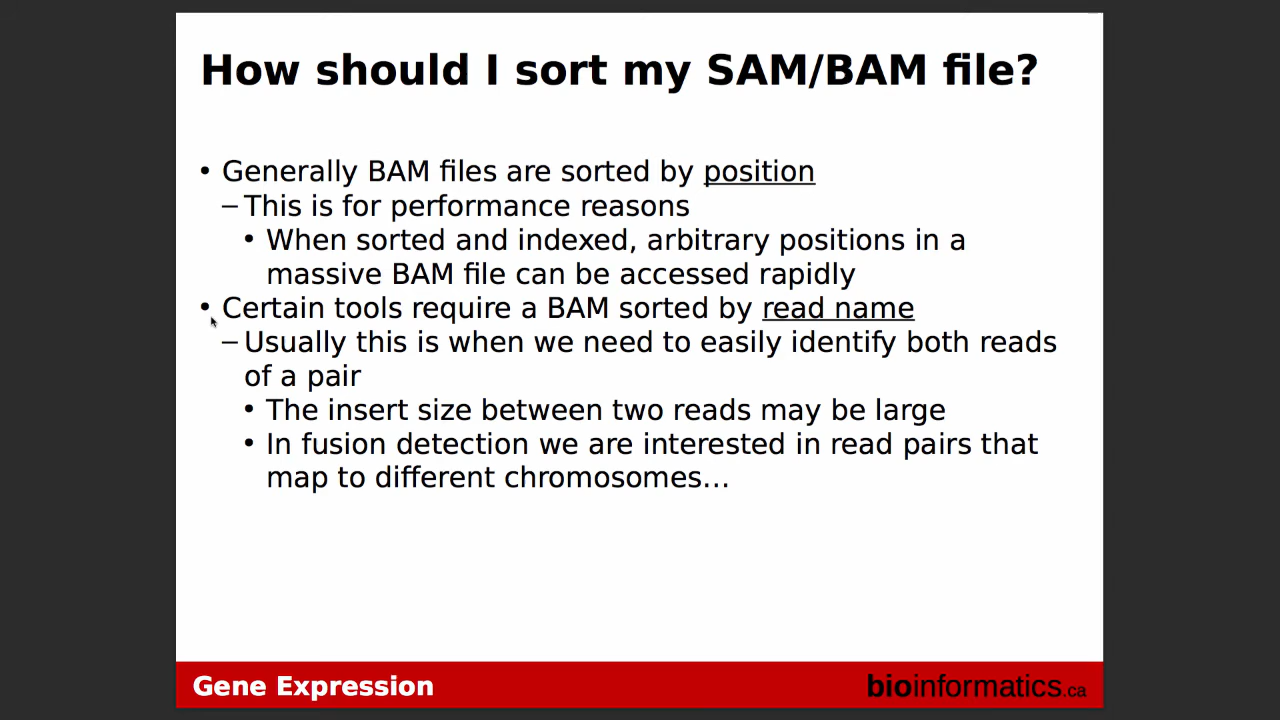 How should I sort my SAM/BAM file?
• Generally BAM files are sorted by position
– This is for performance reasons
• When sorted and indexed, arbitrary positions in a
massive BAM file can be accessed rapidly
• Certain tools require a BAM sorted by read name
– Usually this is when we need to easily identify both reads
of a pair
• The insert size between two reads may be large
• In fusion detection we are interested in read pairs that
map to different chromosomes…
Gene Expression
bioinformatics.ca